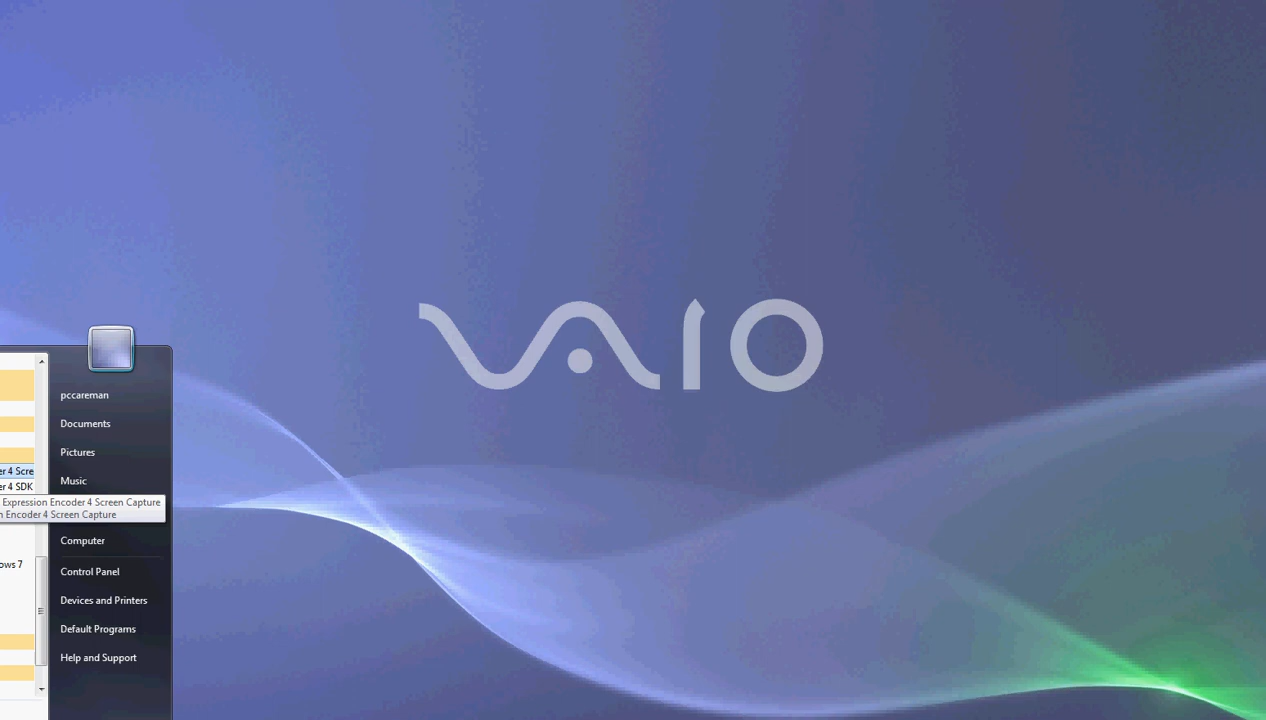 VAIO
pccareman
Documents
Pictures
Music
er 4 Scre
er 4 SDK
Expression Encoder 4 Screen Capture
n Encoder 4 Screen Capture
Computer
ows 7
Control Panel
Devices and Printers
Default Programs
Help and Support